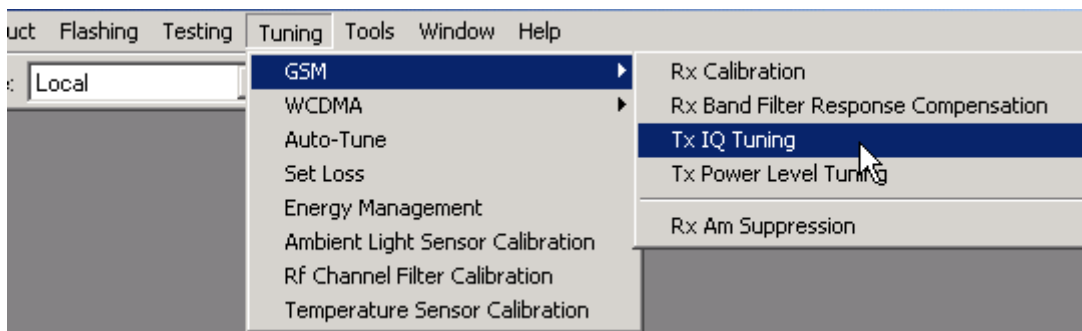 uct Flashing Testing Tuning Tools Window Help
e: Local
GSM
WCDMA
Auto-Tune
Set Loss
Energy Management
Ambient Light Sensor Calibration
Rf Channel Filter Calibration
Temperature Sensor Calibration
Rx Calibration
Rx Band Filter Response Compensation
Tx IQ Tuning
Tx Power Level Tuning
Rx Am Suppression